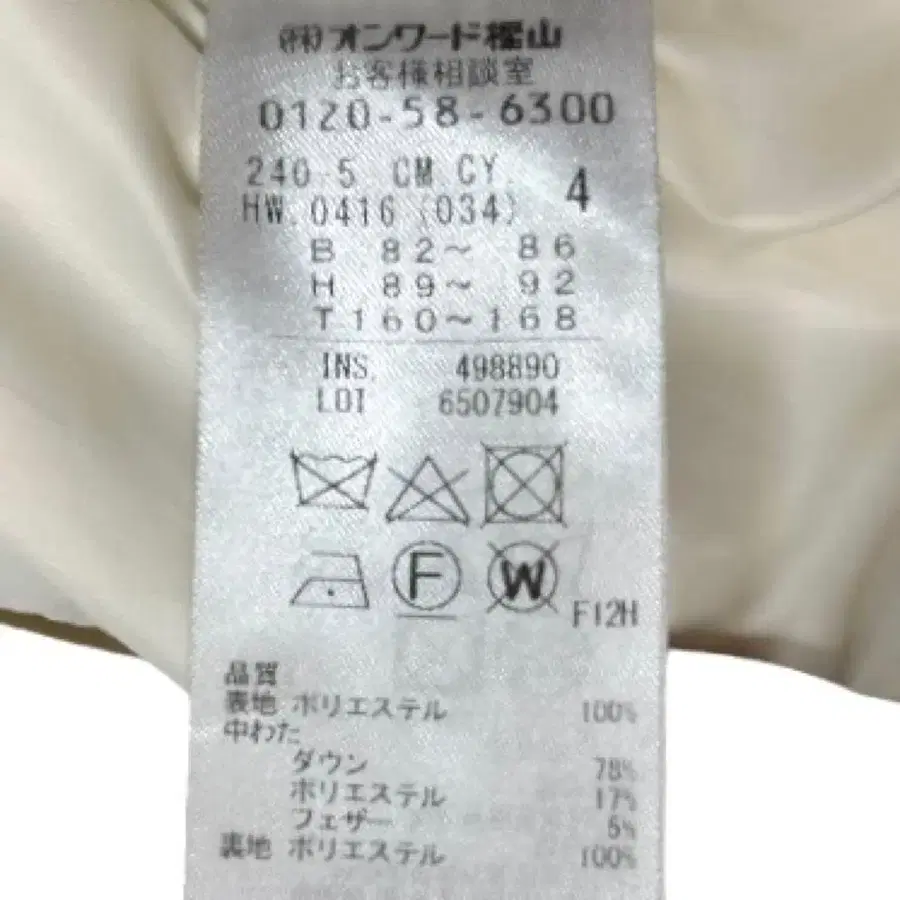 ㈱オンワード樫山
お客様相談室
0120-58-6300
240-5 CM.CY. 4
HW.0416 (034)
B 82～ 86
H 89～ 92
T160～168
INS. 498890
LOT 6507904
F
W
F12H
品質
表地 ポリエステル 100%
中わた
ダウン 78%
ポリエステル 17%
フェザー 5%
裏地 ポリエステル 100%